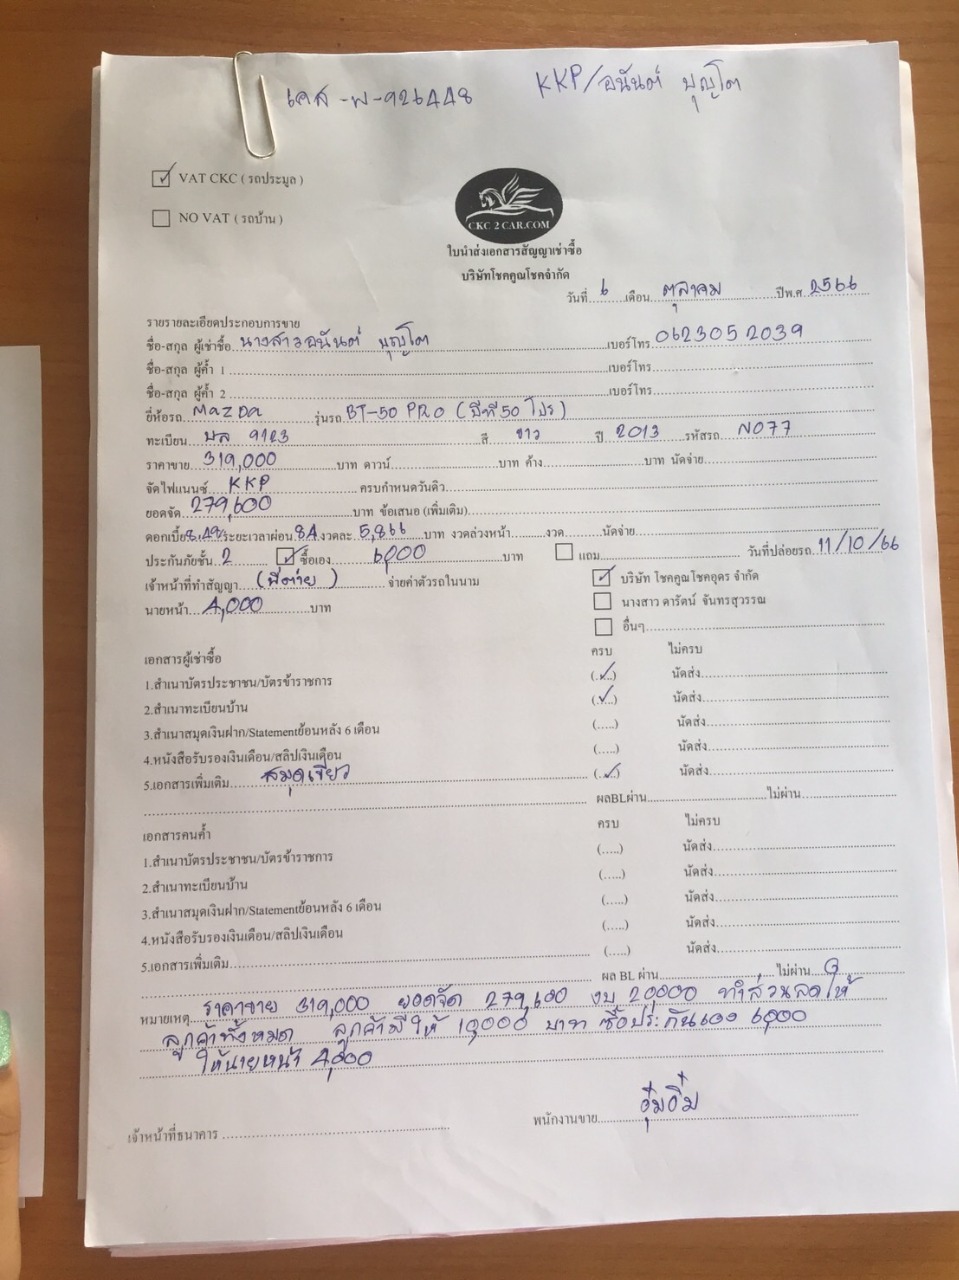 เคส-พ-926448 KKP/อนันต์ บุญโต
VAT CKC ( รถประมูล )
NO VAT ( รถบ้าน )
CKC 2 CAR.COM
ใบนำส่งเอกสารสัญญาเช่าซื้อ
บริษัทโชคคูณโชคจำกัด
วันที่ 6 เดือน ตุลาคม ปีพ.ศ. 2566
รายรายละเอียดประกอบการขาย
ชื่อ-สกุล ผู้เช่าซื้อ นางสาวอนันต์ บุญโต เบอร์โทร 0623052039
ชื่อ-สกุล ผู้ค้ำ 1 เบอร์โทร
ชื่อ-สกุล ผู้ค้ำ 2 เบอร์โทร
ยี่ห้อรถ Mazda รุ่นรถ BT-50 PRO (บีที50 โปร)
ทะเบียน บล 9123 สี ขาว ปี 2013 รหัสรถ N077
ราคาขาย 319,000 บาท ดาวน์ บาท ค้าง บาท นัดจ่าย
จัดไฟแนนซ์ KKP ครบกำหนดวันคิว
ยอดจัด 279,600 บาท ข้อเสนอ (เพิ่มเติม)
ดอกเบี้ย 8.49 ระยะเวลาผ่อน 84 งวดละ 5,866 บาท งวดล่วงหน้า งวด นัดจ่าย
ประกันภัยชั้น 2 ซื้อเอง 6,000 บาท แถม วันที่ปล่อยรถ 11/10/66
เจ้าหน้าที่ทำสัญญา (พี่ต่าย) จ่ายค่าตัวรถในนาม บริษัท โชคคูณโชคอุดร จำกัด
นายหน้า 4,000 บาท นางสาว ดารัตน์ จันทรสุวรรณ
อื่นๆ
เอกสารผู้เช่าซื้อ ครบ ไม่ครบ
1.สำเนาบัตรประชาชน/บัตรข้าราชการ นัดส่ง
2.สำเนาทะเบียนบ้าน นัดส่ง
3.สำเนาสมุดเงินฝาก/Statementย้อนหลัง 6 เดือน นัดส่ง
4.หนังสือรับรองเงินเดือน/สลิปเงินเดือน นัดส่ง
5.เอกสารเพิ่มเติม สมุดเขียว นัดส่ง
ผลBLผ่าน ไม่ผ่าน
เอกสารคนค้ำ ครบ ไม่ครบ
1.สำเนาบัตรประชาชน/บัตรข้าราชการ นัดส่ง
2.สำเนาทะเบียนบ้าน นัดส่ง
3.สำเนาสมุดเงินฝาก/Statementย้อนหลัง 6 เดือน นัดส่ง
4.หนังสือรับรองเงินเดือน/สลิปเงินเดือน นัดส่ง
5.เอกสารเพิ่มเติม นัดส่ง
ผล BL ผ่าน ไม่ผ่าน
หมายเหตุ ราคาขาย 319,000 ยอดจัด 279,600 งบ 20,000 ทำส่วนลดให้
ลูกค้าทั้งหมด ลูกค้ามีให้ 10,000 บาท ซื้อประกันเอง 6,000
ให้นายหน้า 4,000
เจ้าหน้าที่ธนาคาร พนักงานขาย อุ๋มอิ๋ม